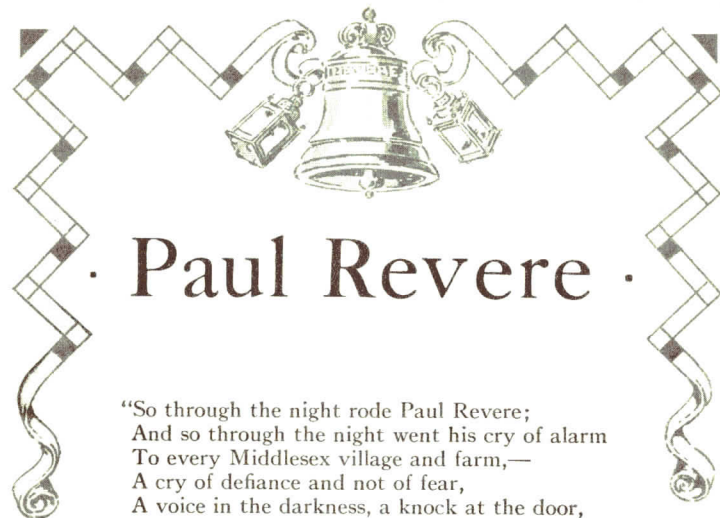 REVERE
· Paul Revere ·
“So through the night rode Paul Revere;
And so through the night went his cry of alarm
To every Middlesex village and farm,—
A cry of defiance and not of fear,
A voice in the darkness, a knock at the door,